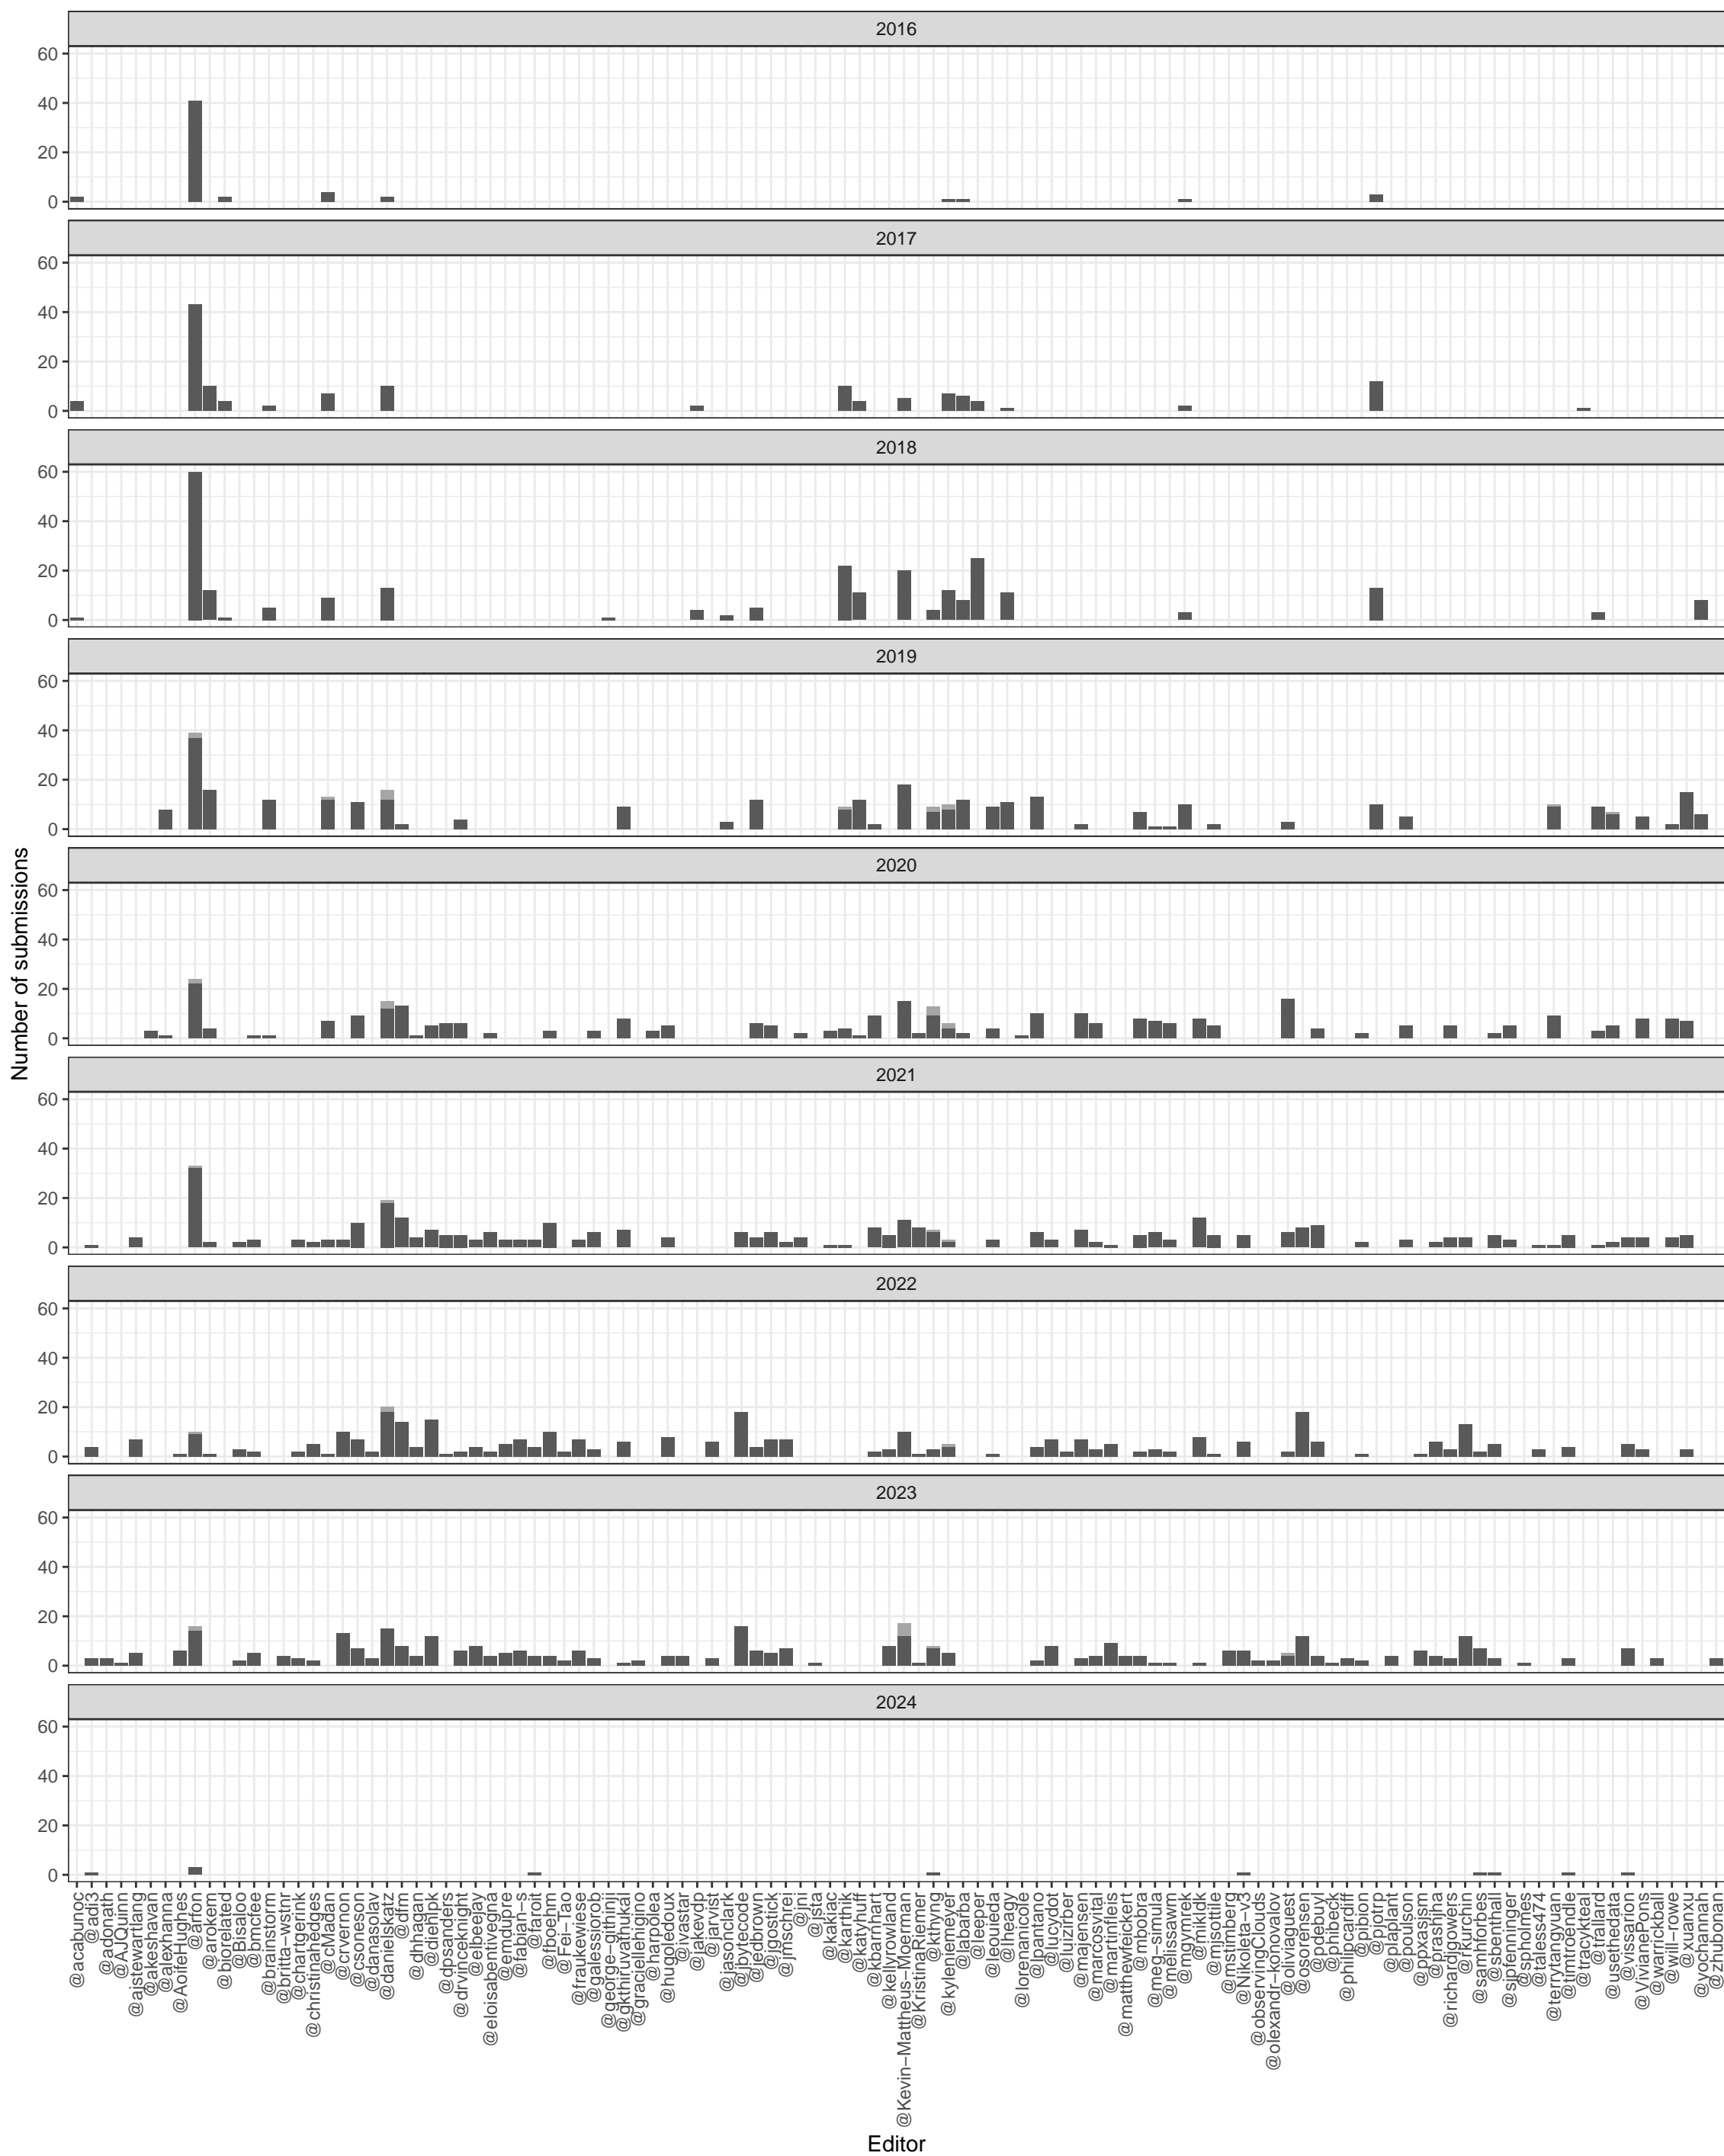 2016
60
40
20
0
2017
60
40
20
0
2018
60
40
20
0
2019
60
40
20
0
2020
60
40
20
0
2021
60
40
20
0
2022
60
40
20
0
2023
60
40
20
0
2024
60
40
20
0
Number of submissions
@acabunoc
@adi3
@adonath
@AJQuinn
@ajstewartlang
@akeshavan
@alexhanna
@AoifeHughes
@arfon
@arokem
@biorelated
@Bisaloo
@bmcfee
@brainstorm
@britta−wstnr
@chartgerink
@christinahedges
@cMadan
@crvernon
@csoneson
@danasolav
@danielskatz
@dfm
@dhhagan
@diehlpk
@dpsanders
@drvinceknight
@elbeejay
@eloisabentivegna
@emdupre
@fabian−s
@faroit
@fboehm
@Fei−Tao
@fraukewiese
@galessiorob
@george−githinji
@gkthiruvathukal
@graciellehigino
@harpolea
@hugoledoux
@ivastar
@jakevdp
@jarvist
@jasonclark
@jbytecode
@jedbrown
@jgostick
@jmschrei
@jni
@jsta
@kakiac
@karthik
@katyhuff
@kbarnhart
@kellyrowland
@Kevin−Mattheus−Moerman
@KristinaRiemer
@kthyng
@kyleniemeyer
@labarba
@leeper
@leouieda
@lheagy
@lorenanicole
@lpantano
@lucydot
@luizirber
@majensen
@marcosvital
@martinfleis
@matthewfeickert
@mbobra
@meg−simula
@melissawm
@mgymrek
@mikldk
@mjsottile
@mstimberg
@Nikoleta−v3
@observingClouds
@olexandr−konovalov
@oliviaguest
@osorensen
@pdebuyl
@phibeck
@philipcardiff
@pibion
@pjotrp
@plaplant
@poulson
@ppxasjsm
@prashjha
@richardjgowers
@rkurchin
@samhforbes
@sbenthall
@sjpfenninger
@spholmes
@taless474
@terrytangyuan
@timtroendle
@trackyteal
@trallard
@usethedata
@vissarion
@VivianePons
@warrickball
@will−rowe
@xuanxu
@yochannah
@zhubonan
Editor